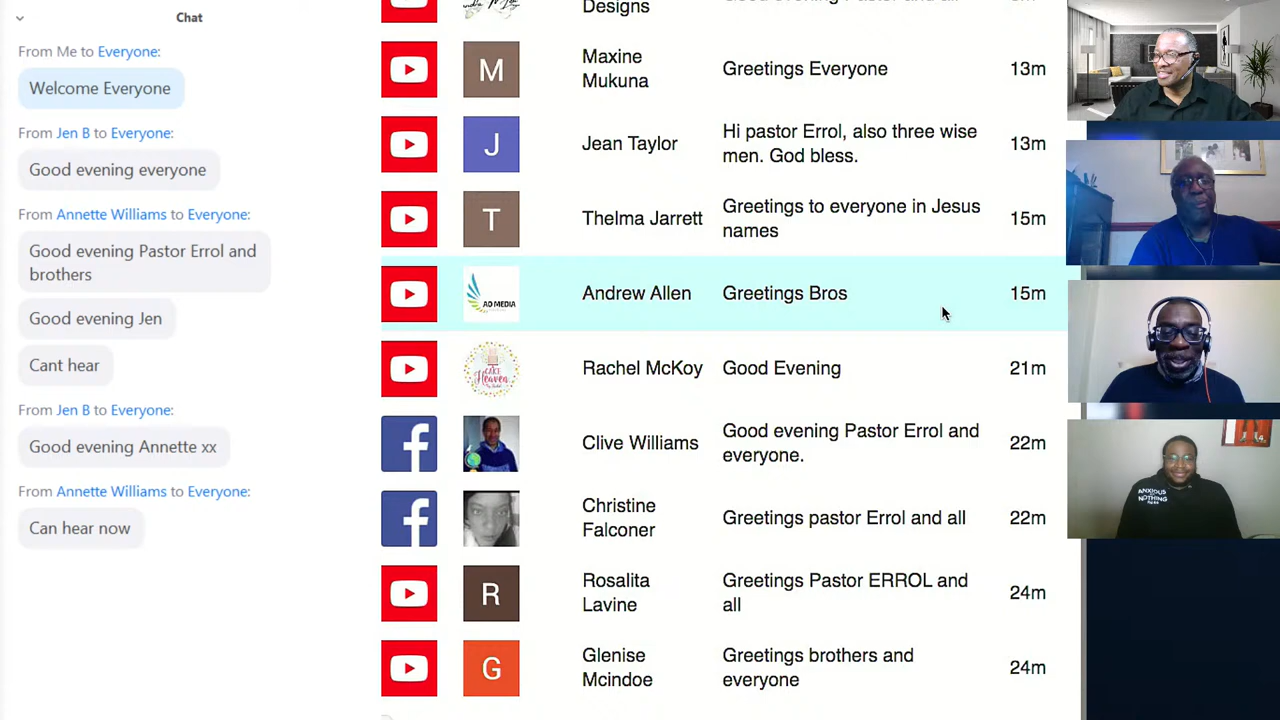 Chat
From Me to Everyone:
Welcome Everyone
From Jen B to Everyone:
Good evening everyone
From Annette Williams to Everyone:
Good evening Pastor Errol and
brothers
Good evening Jen
Cant hear
From Jen B to Everyone:
Good evening Annette xx
From Annette Williams to Everyone:
Can hear now
Designs
M
Maxine
Mukuna
Greetings Everyone
13m
J
Jean Taylor
Hi pastor Errol, also three wise
men. God bless.
13m
T
Thelma Jarrett
Greetings to everyone in Jesus
names
15m
AD MEDIA
Andrew Allen
Greetings Bros
15m
CAKE
Heaven
Rachel McKoy
Good Evening
21m
Clive Williams
Good evening Pastor Errol and
everyone.
22m
Christine
Falconer
Greetings pastor Errol and all
22m
R
Rosalita
Lavine
Greetings Pastor ERROL and
all
24m
G
Glenise
Mcindoe
Greetings brothers and
everyone
24m
ANXIOUS
NOTHING